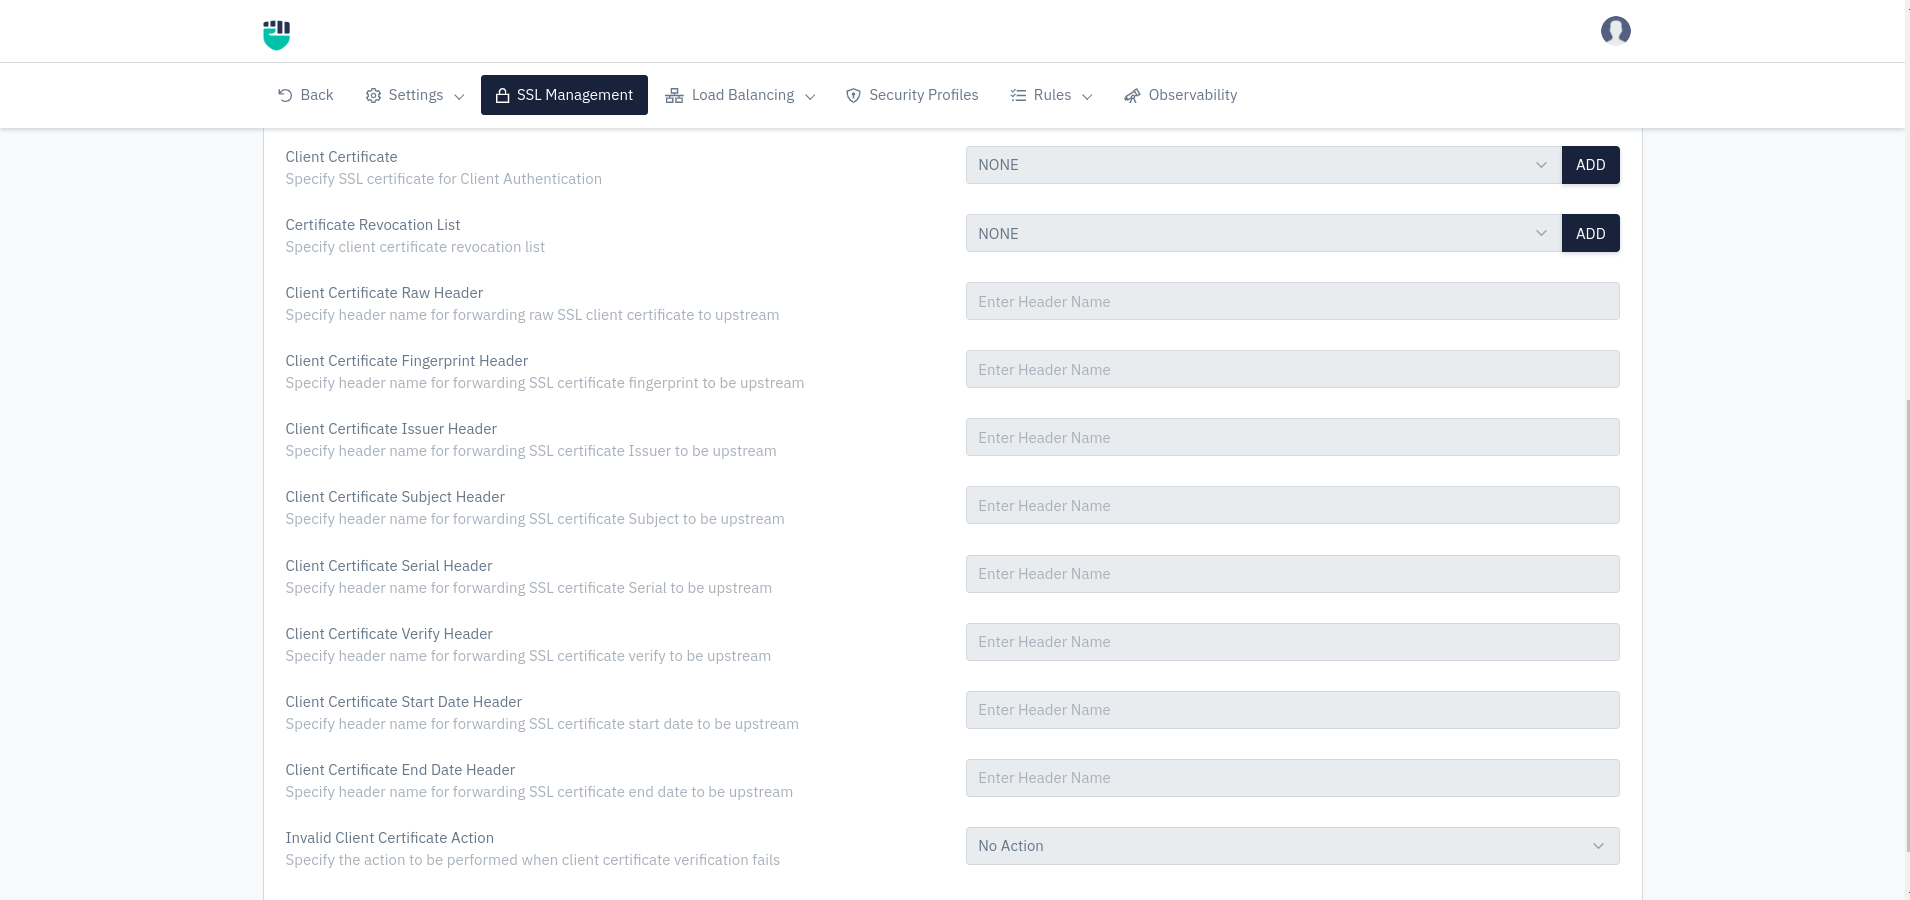 Back
Settings
SSL Management
Load Balancing
Security Profiles
Rules
Observability
Client Certificate
Specify SSL certificate for Client Authentication
NONE
ADD
Certificate Revocation List
Specify client certificate revocation list
NONE
ADD
Client Certificate Raw Header
Specify header name for forwarding raw SSL client certificate to upstream
Enter Header Name
Client Certificate Fingerprint Header
Specify header name for forwarding SSL certificate fingerprint to be upstream
Enter Header Name
Client Certificate Issuer Header
Specify header name for forwarding SSL certificate Issuer to be upstream
Enter Header Name
Client Certificate Subject Header
Specify header name for forwarding SSL certificate Subject to be upstream
Enter Header Name
Client Certificate Serial Header
Specify header name for forwarding SSL certificate Serial to be upstream
Enter Header Name
Client Certificate Verify Header
Specify header name for forwarding SSL certificate verify to be upstream
Enter Header Name
Client Certificate Start Date Header
Specify header name for forwarding SSL certificate start date to be upstream
Enter Header Name
Client Certificate End Date Header
Specify header name for forwarding SSL certificate end date to be upstream
Enter Header Name
Invalid Client Certificate Action
Specify the action to be performed when client certificate verification fails
No Action